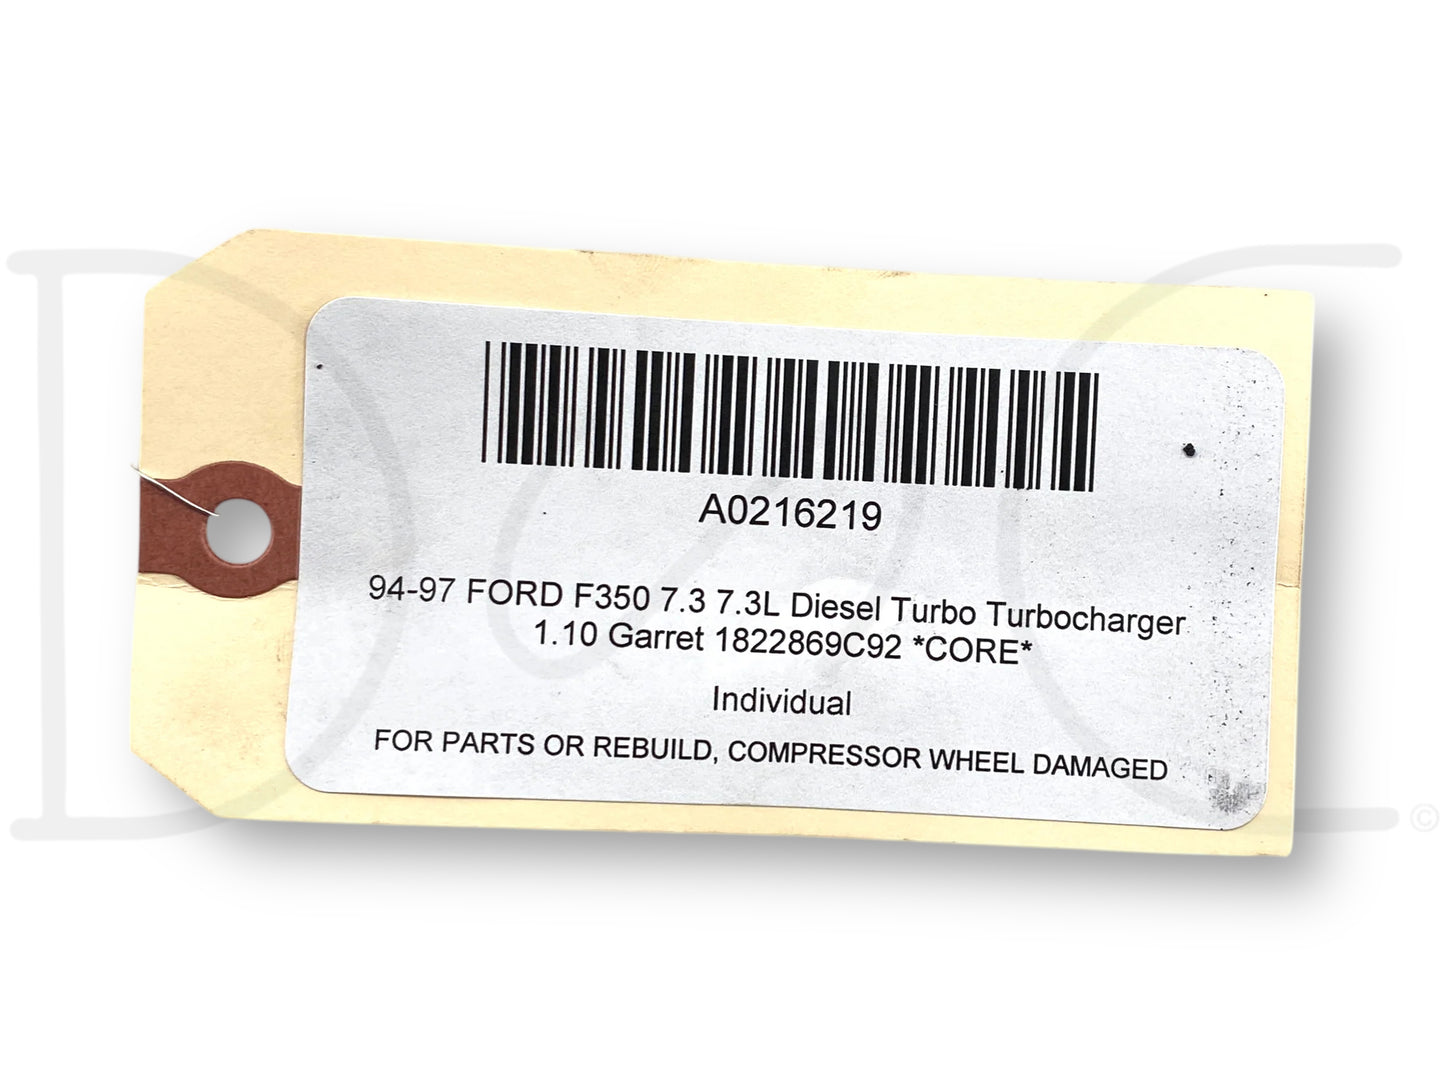 A0216219
94-97 FORD F350 7.3 7.3L Diesel Turbo Turbocharger
1.10 Garret 1822869C92 *CORE*
Individual
FOR PARTS OR REBUILD, COMPRESSOR WHEEL DAMAGED
©